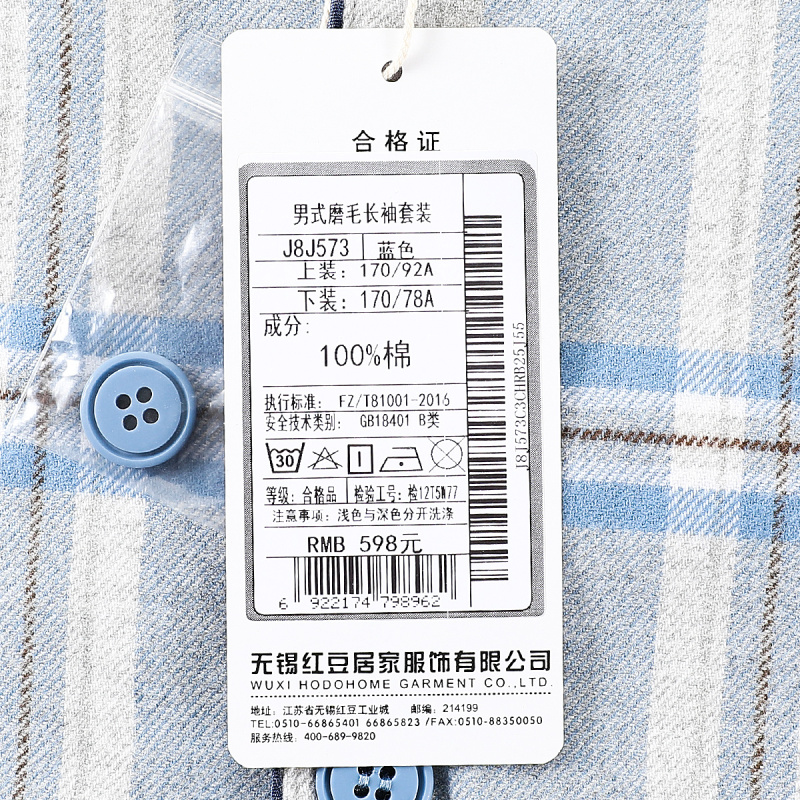 合格证
男式磨毛长袖套装
J8J573 蓝色
上装：170/92A
下装：170/78A
成分：
100%棉
执行标准： FZ/T81001-2016
安全技术类别： GB18401 B类
30
等级：合格品 检验工号：检12T5W77
注意事项：浅色与深色分开洗涤
RMB 598元
6 922174 798962
J8J573C3CHRB25J55
无锡红豆居家服饰有限公司
WUXI HODOHOME GARMENT CO.,LTD.
地址：江苏省无锡红豆工业城 邮编：214199
TEL:0510-66865401 66865823 /FAX:0510-88350050
服务热线：400-689-9820